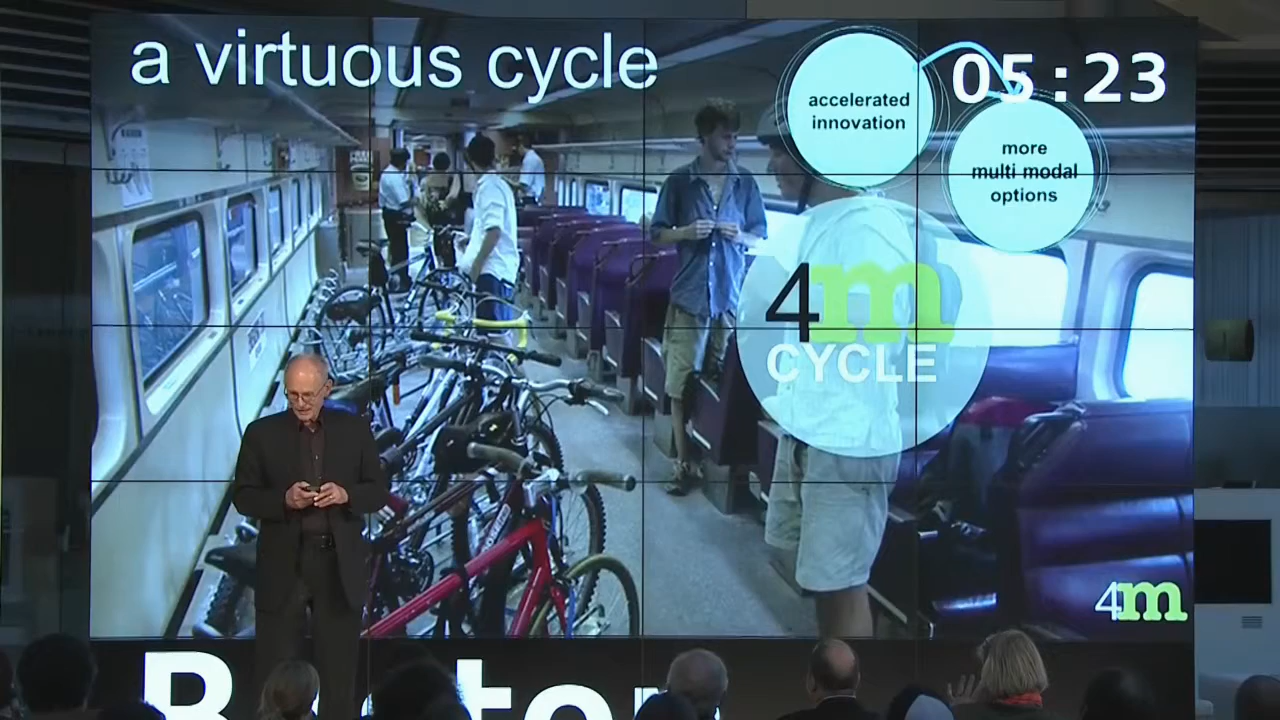 a virtuous cycle
05:23
accelerated
innovation
more
multi modal
options
4m
CYCLE
4m